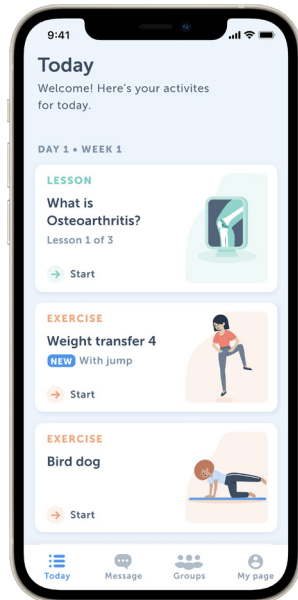 9:41
Today
Welcome! Here's your activites
for today.
DAY 1 • WEEK 1
LESSON
What is
Osteoarthritis?
Lesson 1 of 3
Start
EXERCISE
Weight transfer 4
NEW With jump
Start
EXERCISE
Bird dog
Start
Today Message Groups My page